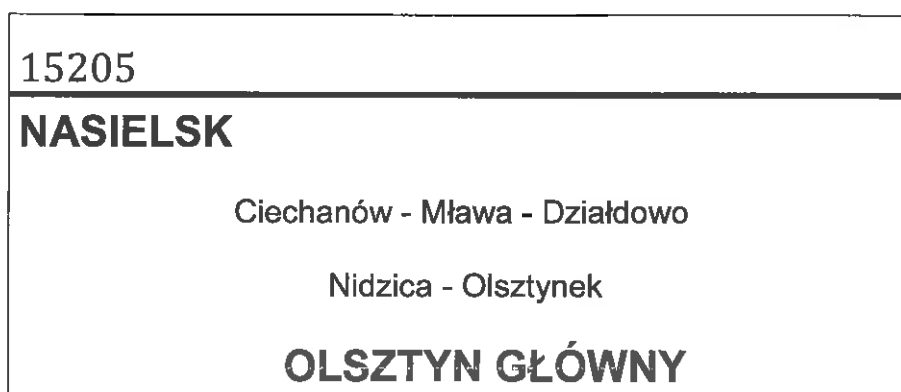 15205
NASIELSK
Ciechanów - Mława - Działdowo
Nidzica - Olsztynek
OLSZTYN GŁÓWNY